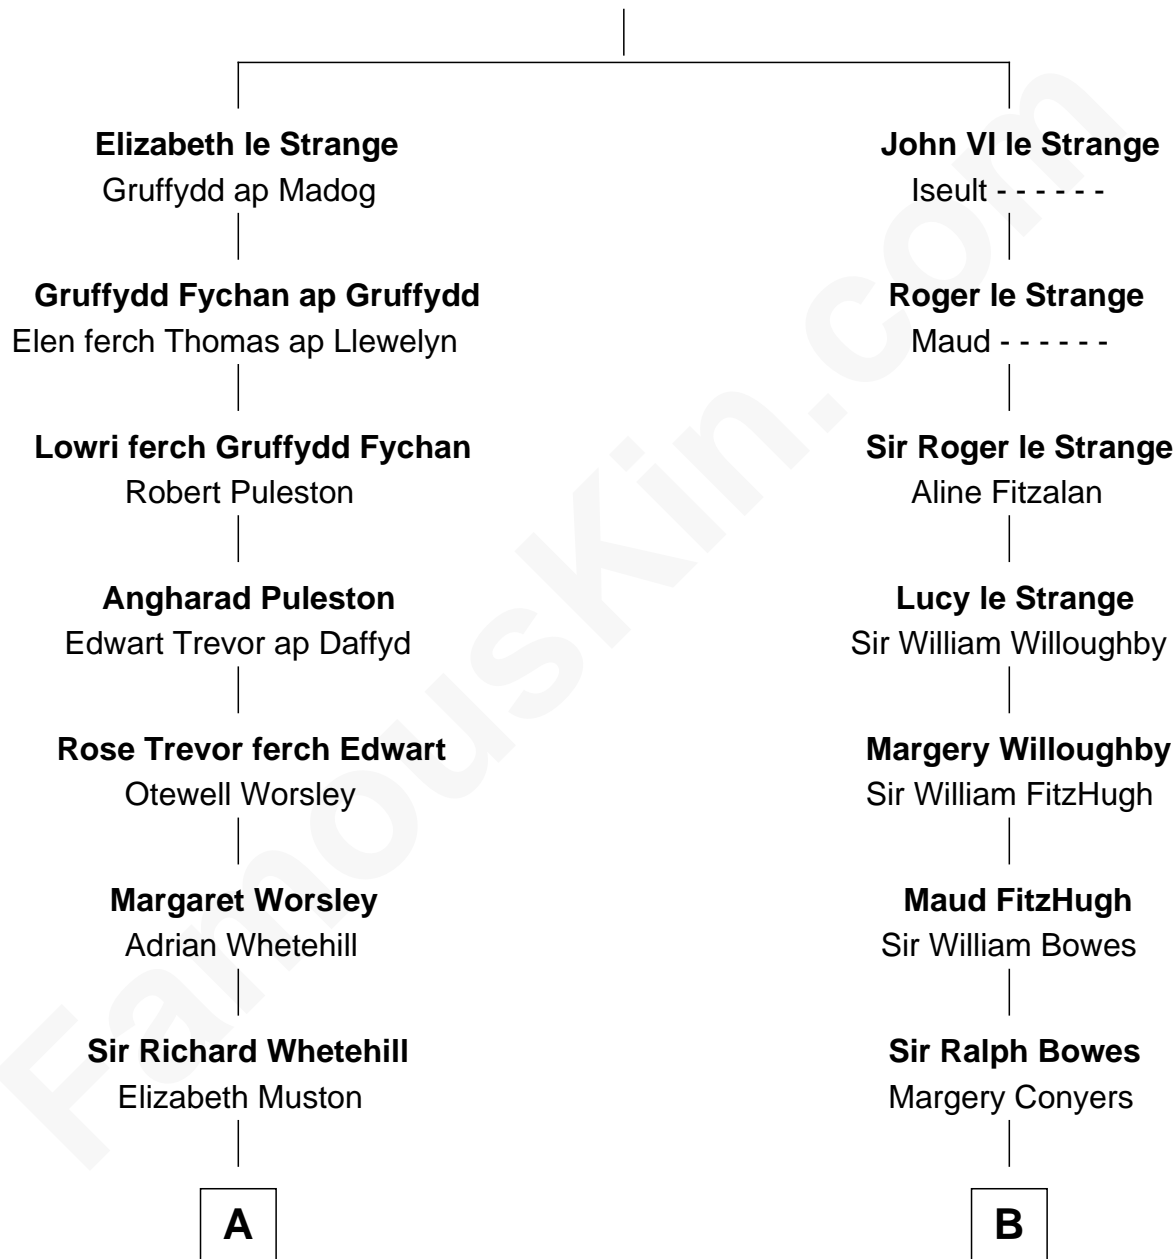 Elizabeth le Strange
Gruffydd ap Madog
Gruffydd Fychan ap Gruffydd
Elen ferch Thomas ap Llewelyn
Lowri ferch Gruffydd Fychan
Robert Puleston
Angharad Puleston
Edwart Trevor ap Daffyd
Rose Trevor ferch Edwart
Otewell Worsley
Margaret Worsley
Adrian Whetehill
Sir Richard Whetehill
Elizabeth Muston
A
John VI le Strange
Iseult - - - - - -
Roger le Strange
Maud - - - - - -
Sir Roger le Strange
Aline Fitzalan
Lucy le Strange
Sir William Willoughby
Margery Willoughby
Sir William FitzHugh
Maud FitzHugh
Sir William Bowes
Sir Ralph Bowes
Margery Conyers
B
FamousKin.com